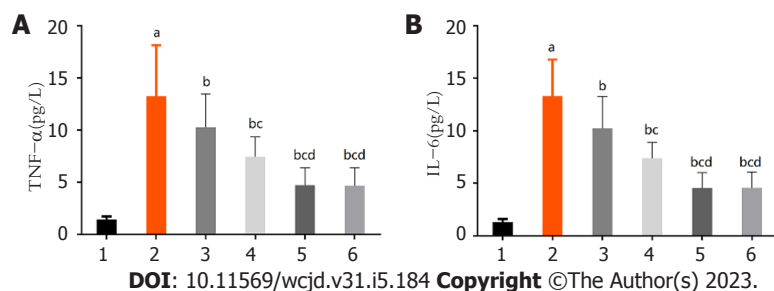 A
B
TNF-α(pg/L)
20
15
10
5
0
a
b
bc
bcd
bcd
1 2 3 4 5 6
IL-6(pg/L)
20
15
10
5
0
a
b
bc
bcd
bcd
1 2 3 4 5 6
DOI: 10.11569/wcjd.v31.i5.184 Copyright ©The Author(s) 2023.